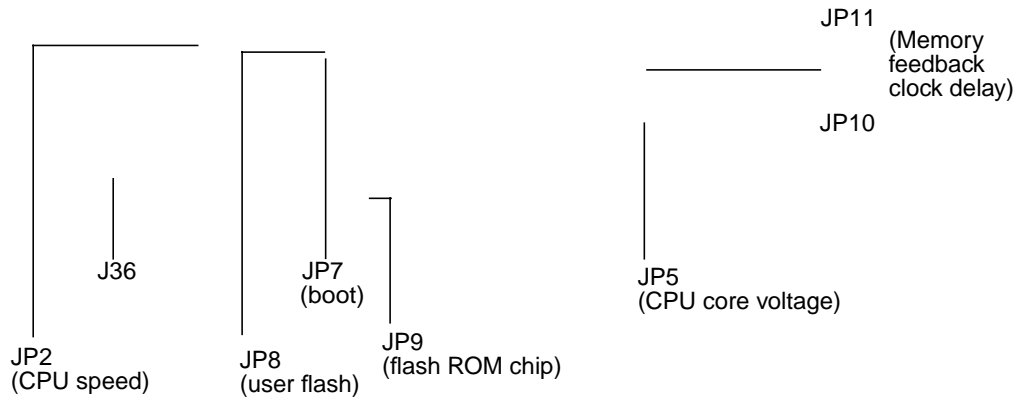 JP11
(Memory
feedback
clock delay)
JP10
J36
JP7
(boot)
JP5
(CPU core voltage)
JP2
(CPU speed)
JP8
(user flash)
JP9
(flash ROM chip)